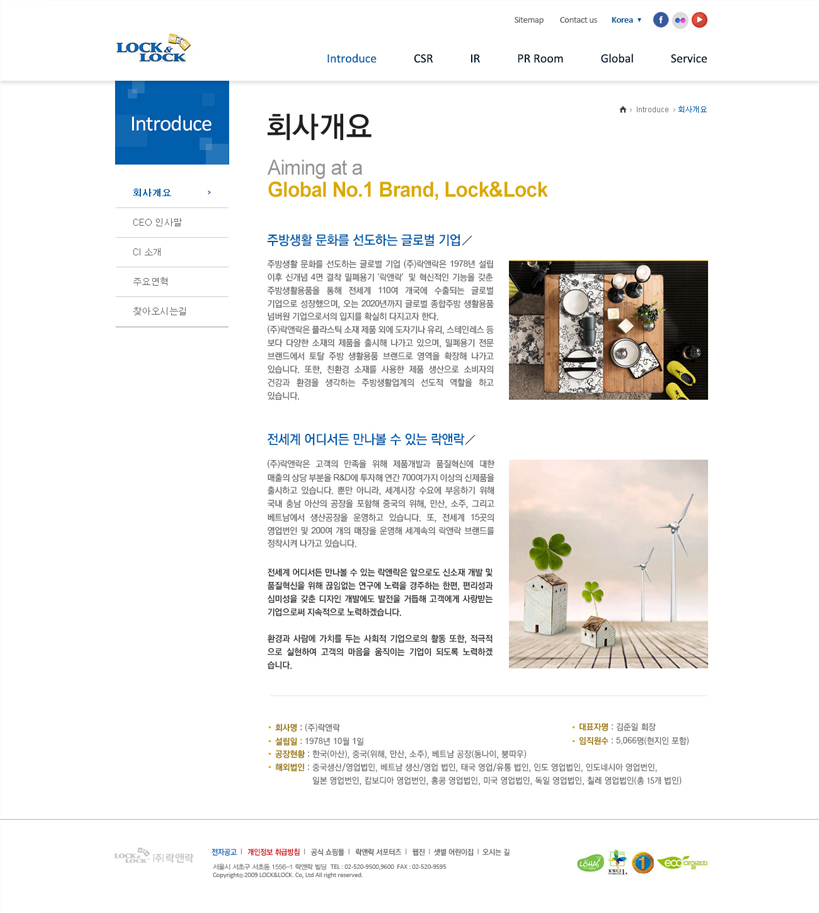 Sitemap Contact us Korea
LOCK&LOCK
Introduce CSR IR PR Room Global Service
Introduce
Introduce 회사개요
회사개요
Aiming at a
Global No.1 Brand, Lock&Lock
회사개요
CEO 인사말
CI 소개
주요연혁
찾아오시는길
주방생활 문화를 선도하는 글로벌 기업
주방생활 문화를 선도하는 글로벌 기업 (주)락앤락은 1978년 설립
이후 신개념 4면 결착 밀폐용기 '락앤락' 및 혁신적인 기능을 갖춘
주방생활용품을 통해 전세계 110여 개국에 수출되는 글로벌
기업으로 성장했으며, 오는 2020년까지 글로벌 종합주방 생활용품
넘버원 기업으로서의 입지를 확실히 다지고자 한다.
(주)락앤락은 플라스틱 소재 제품 외에 도자기나 유리, 스테인레스 등
보다 다양한 소재의 제품을 출시해 나가고 있으며, 밀폐용기 전문
브랜드에서 토탈 주방 생활용품 브랜드로 영역을 확장해 나가고
있습니다. 또한, 친환경 소재를 사용한 제품 생산으로 소비자의
건강과 환경을 생각하는 주방생활업계의 선도적 역할을 하고
있습니다.
전세계 어디서든 만나볼 수 있는 락앤락
(주)락앤락은 고객의 만족을 위해 제품개발과 품질혁신에 대한
매출의 상당 부분을 R&D에 투자해 연간 700여가지 이상의 신제품을
출시하고 있습니다. 뿐만 아니라, 세계시장 수요에 부응하기 위해
국내 충남 아산의 공장을 포함해 중국의 위해, 만산, 소주, 그리고
베트남에서 생산공장을 운영하고 있습니다. 또, 전세계 15곳의
영업법인 및 200여 개의 매장을 운영해 세계속의 락앤락 브랜드를
정착시켜 나가고 있습니다.
전세계 어디서든 만나볼 수 있는 락앤락은 앞으로도 신소재 개발 및
품질혁신을 위해 끊임없는 연구에 노력을 경주하는 한편, 편리성과
심미성을 갖춘 디자인 개발에도 발전을 거듭해 고객에게 사랑받는
기업으로써 지속적으로 노력하겠습니다.
환경과 사람에 가치를 두는 사회적 기업으로의 활동 또한, 적극적
으로 실현하여 고객의 마음을 움직이는 기업이 되도록 노력하겠
습니다.
· 회사명 : (주)락앤락 · 대표자명 : 김준일 회장
· 설립일 : 1978년 10월 1일 · 임직원수 : 5,066명(현지인 포함)
· 공장현황 : 한국(아산), 중국(위해, 만산, 소주), 베트남 공장(동나이, 붕따우)
· 해외법인 : 중국생산/영업법인, 베트남 생산/영업 법인, 태국 영업/유통 법인, 인도 영업법인, 인도네시아 영업번인,
일본 영업번인, 캄보디아 영업법인, 홍콩 영업법인, 미국 영업법인, 독일 영업법인, 칠레 영업법인(총 15개 법인)
LOCK&LOCK (주)락앤락
전자공고 | 개인정보 취급방침 | 공식 쇼핑몰 | 락앤락 서포터즈 | 웹진 | 샛별 어린이집 | 오시는 길
서울시 서초구 서초동 1556-1 락앤락 빌딩 TEL : 02-520-9500,9600 FAX : 02-520-9595
Copyright© 2009 LOCK&LOCK. Co, Ltd All right reserved.
LOHAS
1
eco